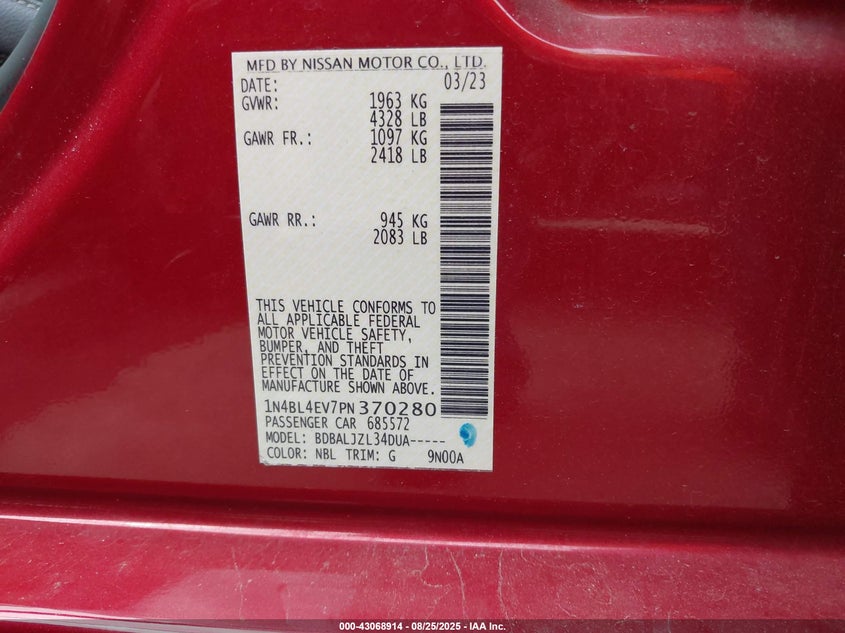 MFD BY NISSAN MOTOR CO., LTD.
DATE: 03/23
GVWR: 1963 KG
4328 LB
GAWR FR.: 1097 KG
2418 LB
GAWR RR.: 945 KG
2083 LB
THIS VEHICLE CONFORMS TO
ALL APPLICABLE FEDERAL
MOTOR VEHICLE SAFETY,
BUMPER, AND THEFT
PREVENTION STANDARDS IN
EFFECT ON THE DATE OF
MANUFACTURE SHOWN ABOVE.
1N4BL4EV7PN370280
PASSENGER CAR 685572
MODEL: BDBALJZL34DUA-----
COLOR: NBL TRIM: G 9N00A
000-43068914 - 08/25/2025 - IAA Inc.